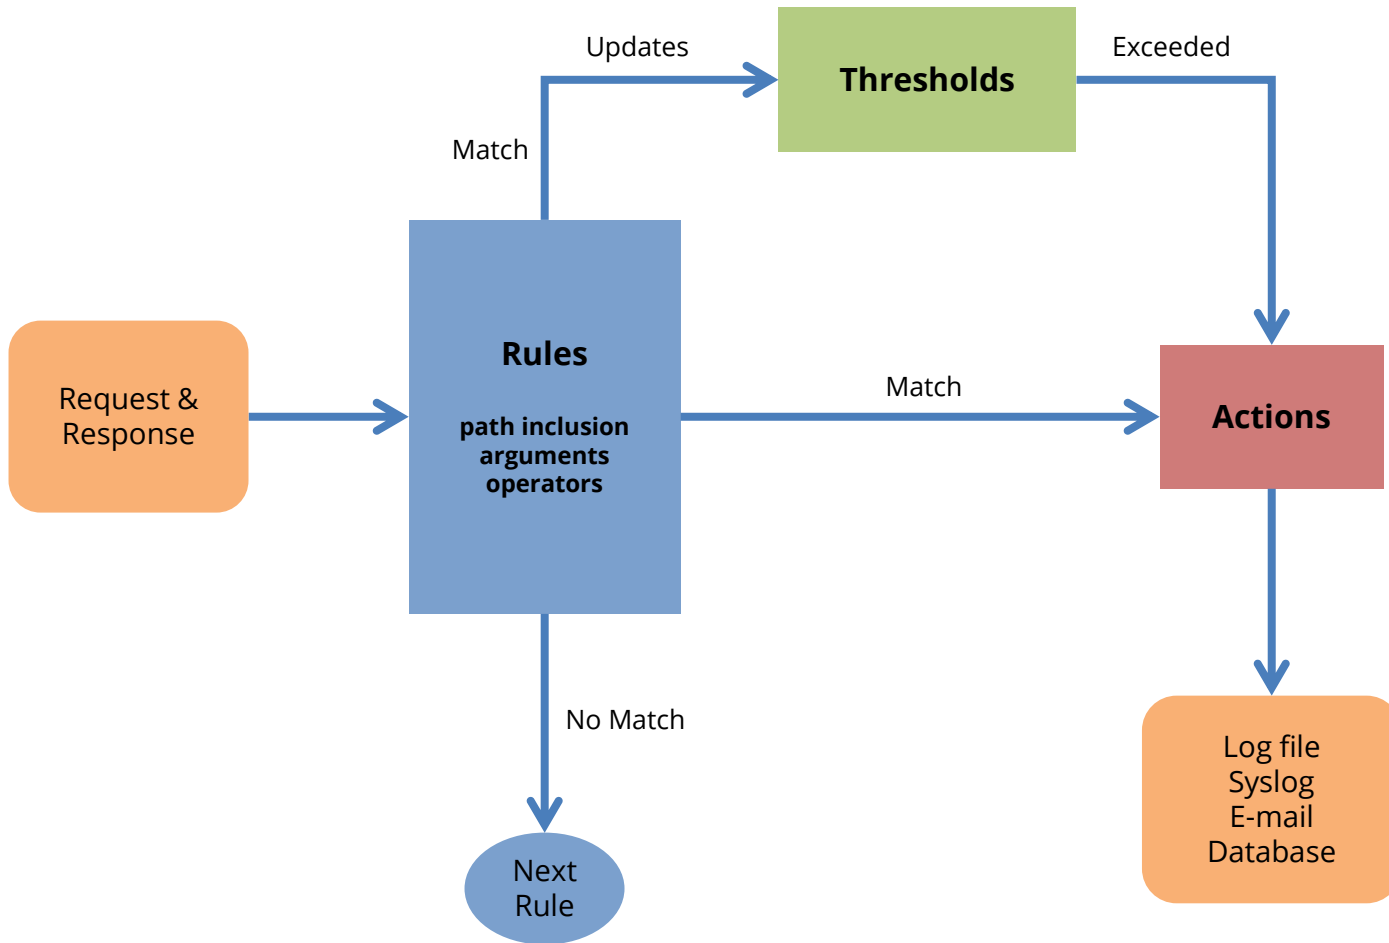 Updates
Thresholds
Exceeded
Match
Rules
path inclusion
arguments
operators
Request &
Response
Match
Actions
No Match
Log file
Syslog
E-mail
Database
Next
Rule